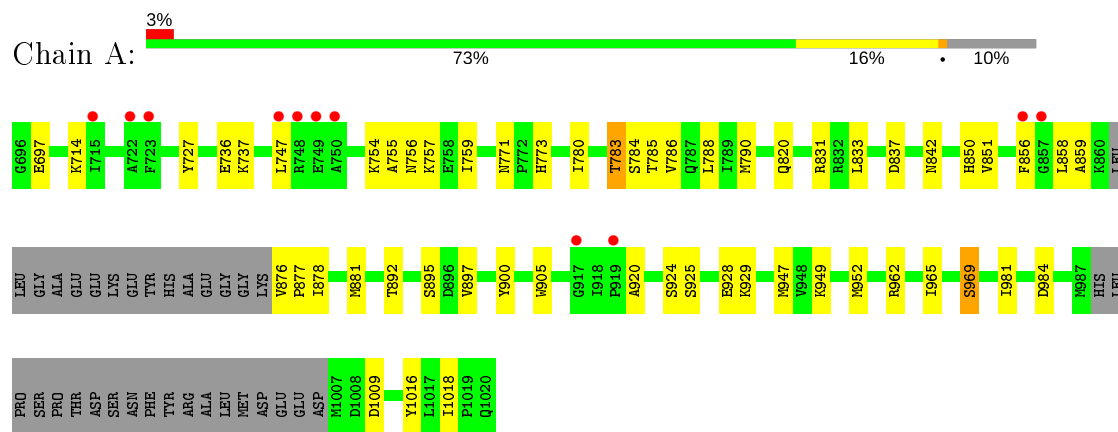 3%
Chain A:
73% 16% • 10%
G696 E697 K714 I715 A722 F723 Y727 E736 K737 L747 R748 E749 A750 K754 A755 N756 K757 E758 I759 N771 P772 H773 I780 T783 S784 T785 V786 Q787 L788 I789 M790 Q820 R831 R832 L833 D837 N842 H850 V851 F856 G857 L858 A859 K860 LEU
LEU GLY ALA GLU GLU LYS GLU TYR HIS ALA GLU GLY GLY LYS V876 P877 I878 M881 T892 S895 D896 V897 Y900 W905 G917 I918 P919 A920 S924 S925 E928 K929 M947 V948 K949 M952 R962 I965 S969 I981 D984 M987 HIS LEU
PRO SER PRO THR ASP SER ASN PHE TYR ARG ALA LEU MET ASP GLU GLU ASP M1007 D1008 D1009 Y1016 L1017 I1018 P1019 Q1020